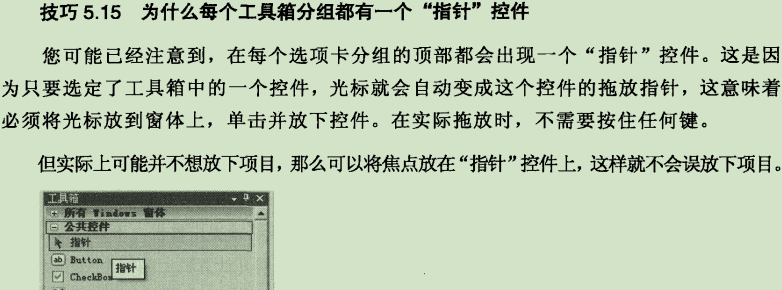 技巧 5.15 为什么每个工具箱分组都有一个“指针”控件
您可能已经注意到，在每个选项卡分组的顶部都会出现一个“指针”控件。这是因
为只要选定了工具箱中的一个控件，光标就会自动变成这个控件的拖放指针，这意味着
必须将光标放到窗体上，单击并放下控件。在实际拖放时，不需要按住任何键。
但实际上可能并不想放下项目，那么可以将焦点放在“指针”控件上，这样就不会误放下项目。
工具箱
所有 Windows 窗体
公共控件
指针
Button
指针
CheckBox